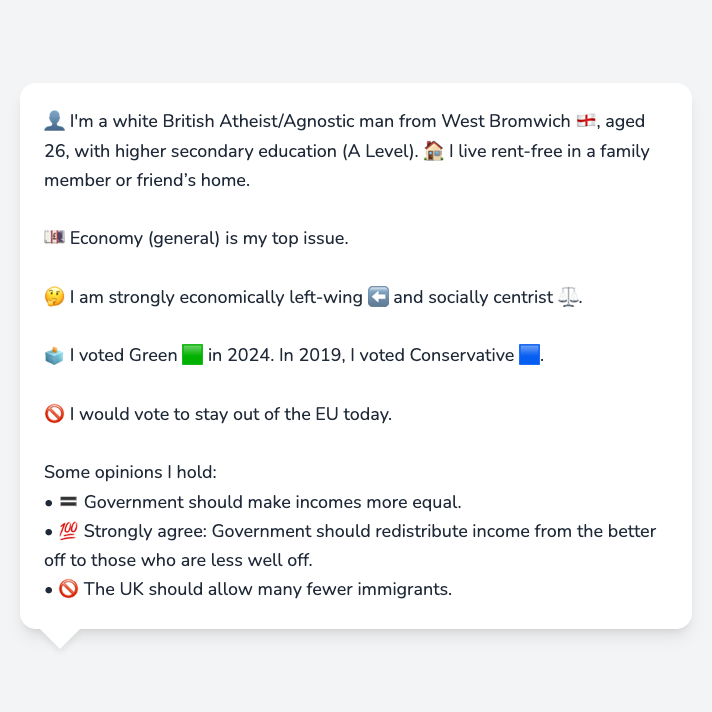 👤 I'm a white British Atheist/Agnostic man from West Bromwich 🏴󠁧󠁢󠁥󠁮󠁧󠁿, aged
26, with higher secondary education (A Level). 🏠 I live rent-free in a family
member or friend’s home.
💷 Economy (general) is my top issue.
🤔 I am strongly economically left-wing ⬅️ and socially centrist ⚖️.
🗳️ I voted Green 🟩 in 2024. In 2019, I voted Conservative 🟦.
🚫 I would vote to stay out of the EU today.
Some opinions I hold:
• 🟰 Government should make incomes more equal.
• 💯 Strongly agree: Government should redistribute income from the better
off to those who are less well off.
• 🚫 The UK should allow many fewer immigrants.